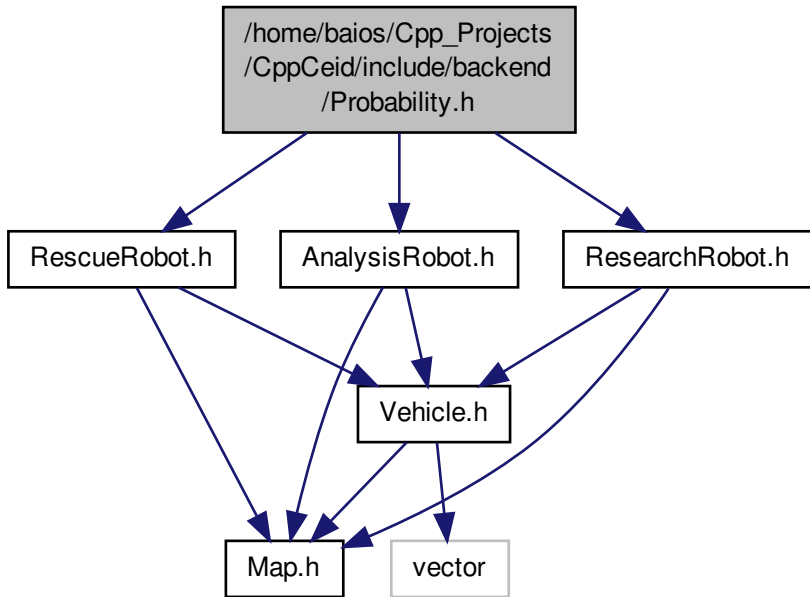 /home/baios/Cpp_Projects
/CppCeid/include/backend
/Probability.h
RescueRobot.h
AnalysisRobot.h
ResearchRobot.h
Vehicle.h
Map.h
vector